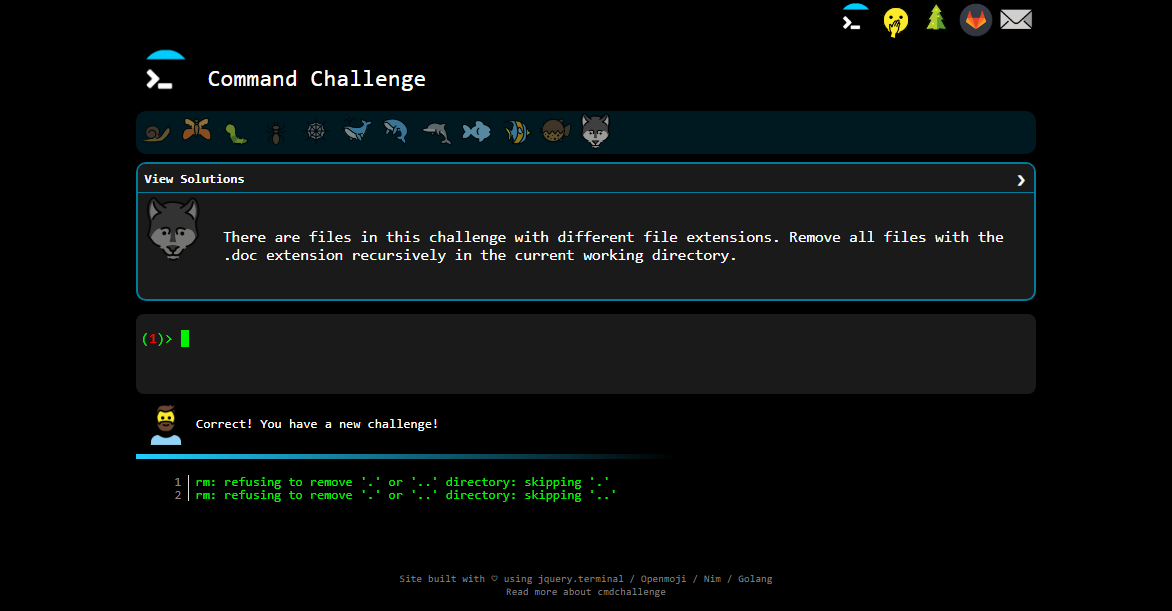 Command Challenge
View Solutions
There are files in this challenge with different file extensions. Remove all files with the
.doc extension recursively in the current working directory.
(1)>
Correct! You have a new challenge!
1 rm: refusing to remove '.' or '..' directory: skipping '.'
2 rm: refusing to remove '.' or '..' directory: skipping '..'
Site built with ♡ using jquery.terminal / Openmoji / Nim / Golang
Read more about cmdchallenge